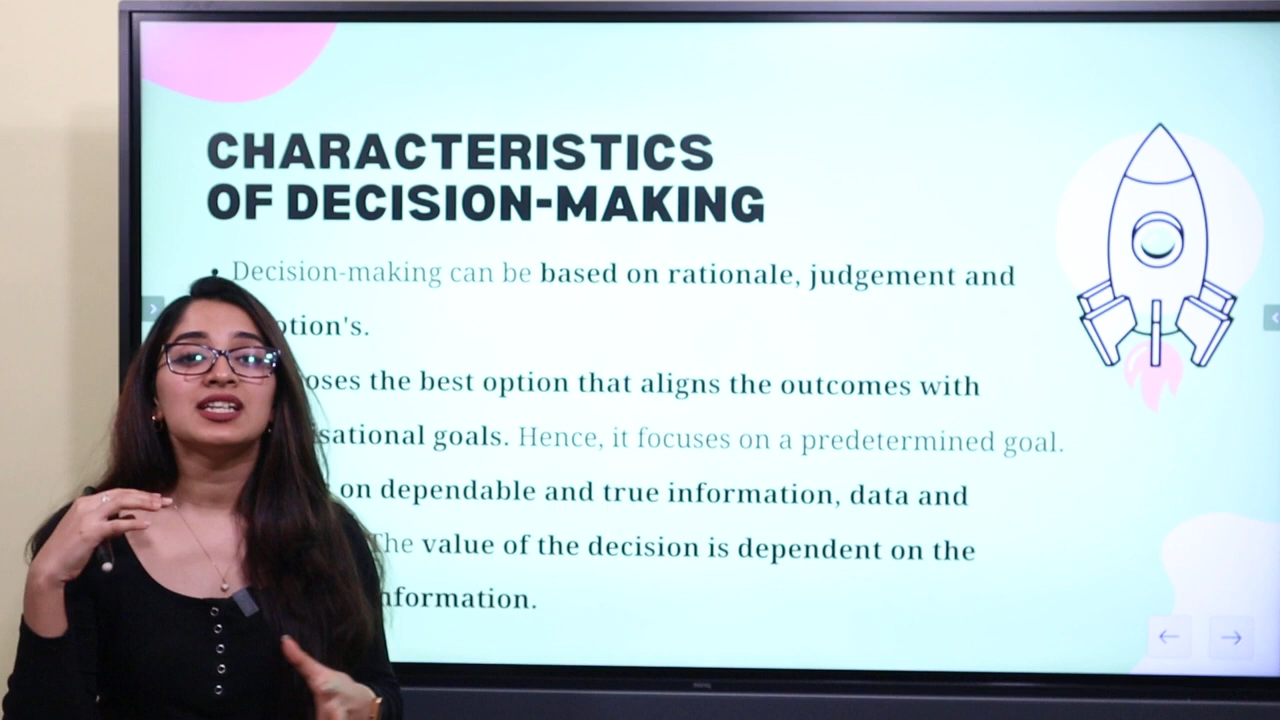 CHARACTERISTICS
OF DECISION-MAKING
• Decision-making can be based on rationale, judgement and
otion's.
oses the best option that aligns the outcomes with
isational goals. Hence, it focuses on a predetermined goal.
on dependable and true information, data and
The value of the decision is dependent on the
nformation.